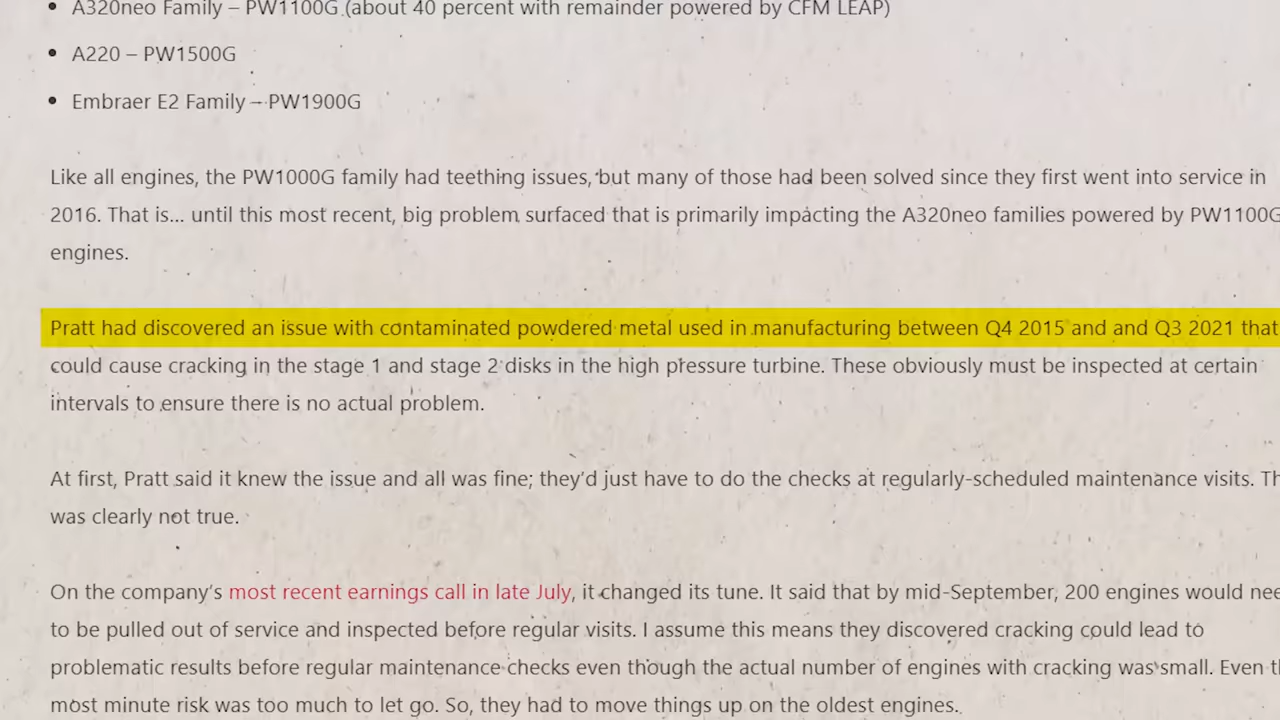 A320neo Family – PW1100G (about 40 percent with remainder powered by CFM LEAP)
A220 – PW1500G
Embraer E2 Family – PW1900G
Like all engines, the PW1000G family had teething issues, but many of those had been solved since they first went into service in
2016. That is... until this most recent, big problem surfaced that is primarily impacting the A320neo families powered by PW1100G
engines.
Pratt had discovered an issue with contaminated powdered metal used in manufacturing between Q4 2015 and and Q3 2021 that
could cause cracking in the stage 1 and stage 2 disks in the high pressure turbine. These obviously must be inspected at certain
intervals to ensure there is no actual problem.
At first, Pratt said it knew the issue and all was fine; they'd just have to do the checks at regularly-scheduled maintenance visits.
was clearly not true.
On the company's most recent earnings call in late July, it changed its tune. It said that by mid-September, 200 engines would
to be pulled out of service and inspected before regular visits. I assume this means they discovered cracking could lead to
problematic results before regular maintenance checks even though the actual number of engines with cracking was small. Even
most minute risk was too much to let go. So, they had to move things up on the oldest engines.